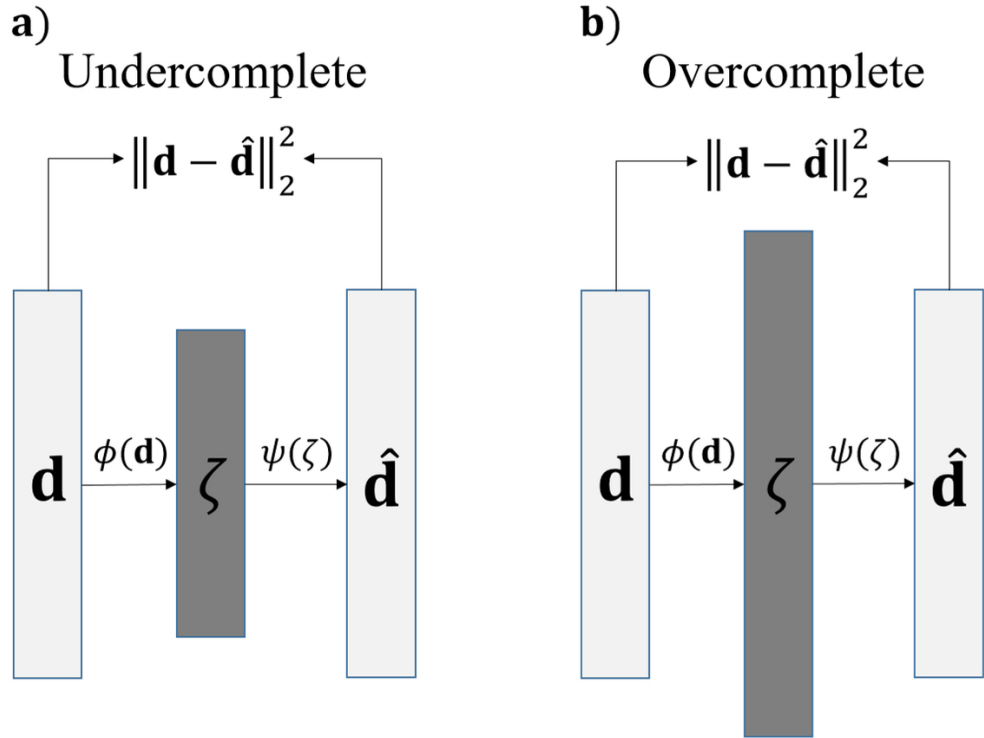 a)
Undercomplete
‖d − d̂‖₂²
d
ϕ(d)
ζ
ψ(ζ)
d̂
b)
Overcomplete
‖d − d̂‖₂²
d
ϕ(d)
ζ
ψ(ζ)
d̂